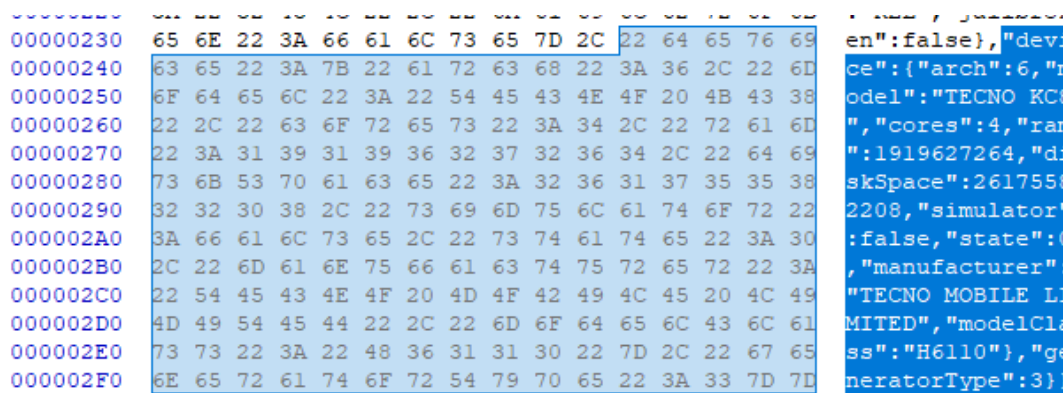 00000230 65 6E 22 3A 66 61 6C 73 65 7D 2C 22 64 65 76 69 en":false},"devi
00000240 63 65 22 3A 7B 22 61 72 63 68 22 3A 36 2C 22 6D ce":{"arch":6,"m
00000250 6F 64 65 6C 22 3A 22 54 45 43 4E 4F 20 4B 43 38 odel":"TECNO KC8
00000260 22 2C 22 63 6F 72 65 73 22 3A 34 2C 22 72 61 6D ","cores":4,"ram
00000270 22 3A 31 39 31 39 36 32 37 32 36 34 2C 22 64 69 ":1919627264,"di
00000280 73 6B 53 70 61 63 65 22 3A 32 36 31 37 35 35 38 skSpace":2617558
00000290 32 32 30 38 2C 22 73 69 6D 75 6C 61 74 6F 72 22 2208,"simulator"
000002A0 3A 66 61 6C 73 65 2C 22 73 74 61 74 65 22 3A 30 :false,"state":0
000002B0 2C 22 6D 61 6E 75 66 61 63 74 75 72 65 72 22 3A ,"manufacturer":
000002C0 22 54 45 43 4E 4F 20 4D 4F 42 49 4C 45 20 4C 49 "TECNO MOBILE LI
000002D0 4D 49 54 45 44 22 2C 22 6D 6F 64 65 6C 43 6C 61 MITED","modelCla
000002E0 73 73 22 3A 22 48 36 31 31 30 22 7D 2C 22 67 65 ss":"H6110"},"ge
000002F0 6E 65 72 61 74 6F 72 54 79 70 65 22 3A 33 7D 7D neratorType":3}}